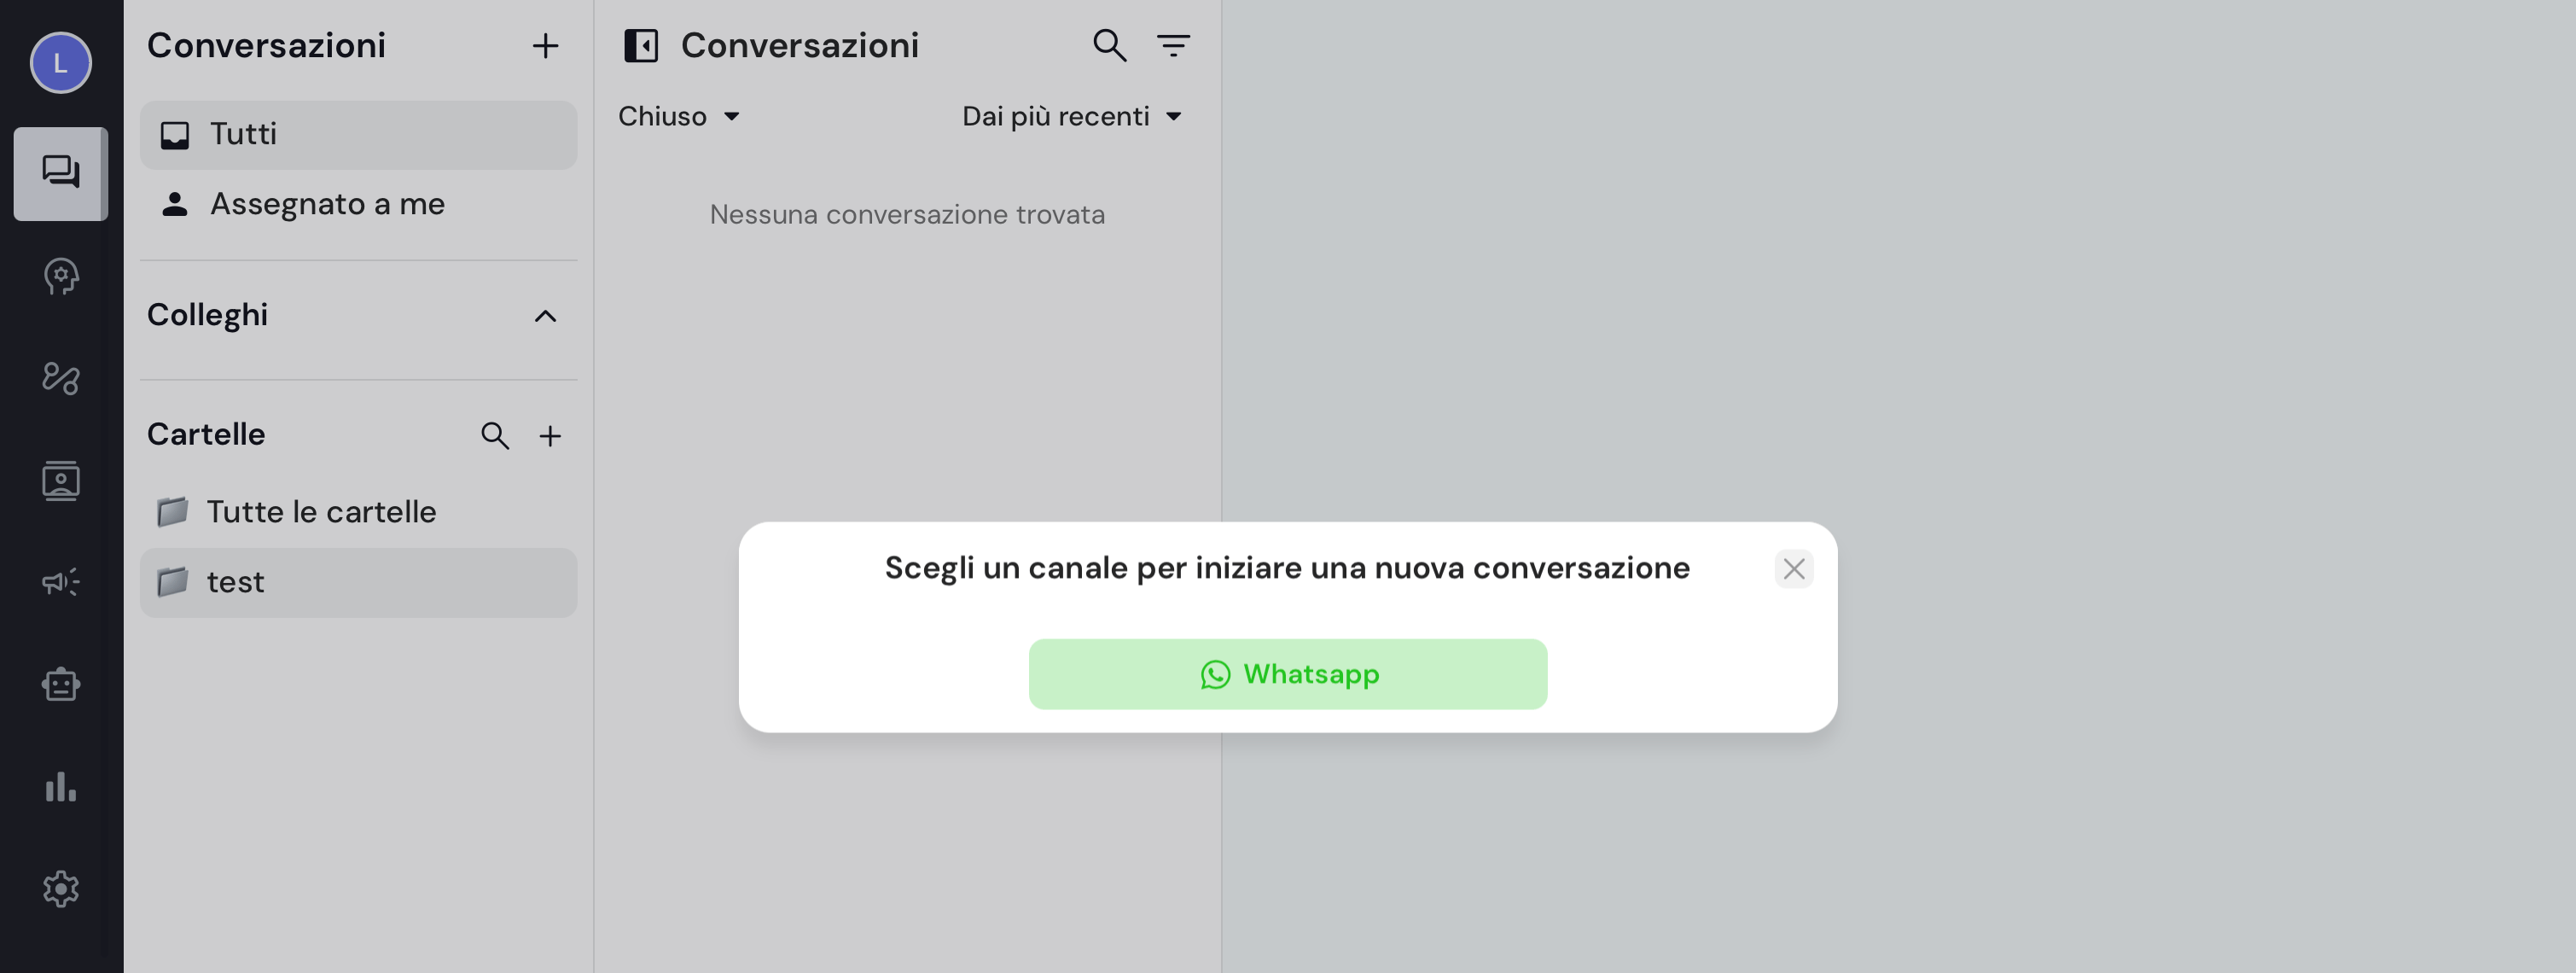 L
Conversazioni
Tutti
Assegnato a me
Colleghi
Cartelle
Tutte le cartelle
test
Conversazioni
Chiuso
Dai più recenti
Nessuna conversazione trovata
Scegli un canale per iniziare una nuova conversazione
Whatsapp